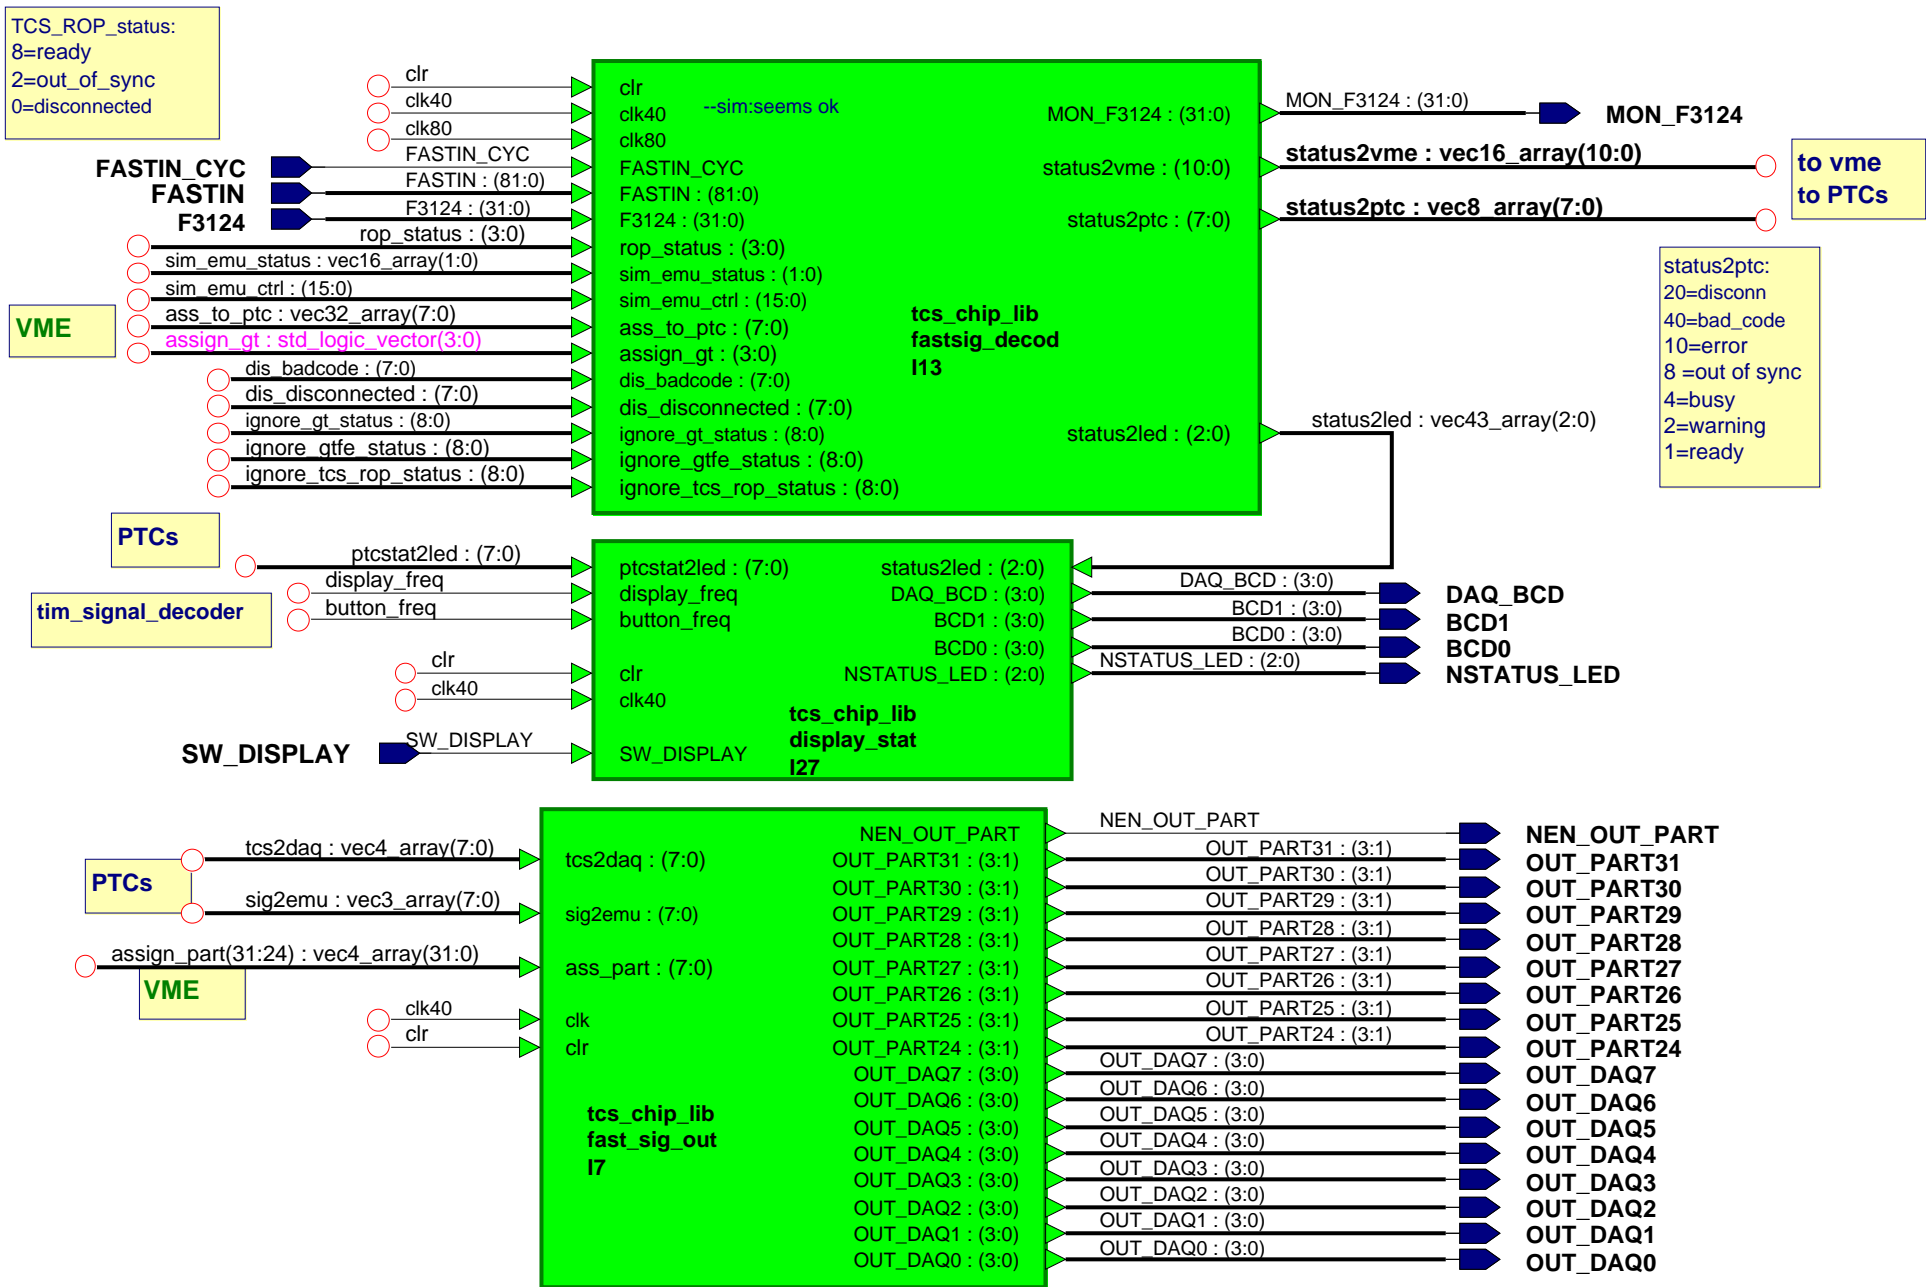 TCS_ROP_status:
8=ready
2=out_of_sync
0=disconnected
clr
clk40
clk80
FASTIN_CYC
FASTIN_CYC
FASTIN
FASTIN : (81:0)
F3124
F3124 : (31:0)
rop_status : (3:0)
sim_emu_status : vec16_array(1:0)
sim_emu_ctrl : (15:0)
VME
ass_to_ptc : vec32_array(7:0)
assign_gt : std_logic_vector(3:0)
dis_badcode : (7:0)
dis_disconnected : (7:0)
ignore_gt_status : (8:0)
ignore_gtfe_status : (8:0)
ignore_tcs_rop_status : (8:0)
clr
clk40
--sim:seems ok
clk80
FASTIN_CYC
FASTIN : (81:0)
F3124 : (31:0)
rop_status : (3:0)
sim_emu_status : (1:0)
sim_emu_ctrl : (15:0)
ass_to_ptc : (7:0)
assign_gt : (3:0)
dis_badcode : (7:0)
dis_disconnected : (7:0)
ignore_gt_status : (8:0)
ignore_gtfe_status : (8:0)
ignore_tcs_rop_status : (8:0)
tcs_chip_lib
fastsig_decod
I13
MON_F3124 : (31:0)
status2vme : (10:0)
status2ptc : (7:0)
status2led : (2:0)
MON_F3124 : (31:0)
MON_F3124
status2vme : vec16_array(10:0)
status2ptc : vec8_array(7:0)
to vme
to PTCs
status2led : vec43_array(2:0)
status2ptc:
20=disconn
40=bad_code
10=error
8 =out of sync
4=busy
2=warning
1=ready
PTCs
ptcstat2led : (7:0)
tim_signal_decoder
display_freq
button_freq
clr
clk40
SW_DISPLAY
SW_DISPLAY
ptcstat2led : (7:0)
display_freq
button_freq
clr
clk40
SW_DISPLAY
status2led : (2:0)
DAQ_BCD : (3:0)
BCD1 : (3:0)
BCD0 : (3:0)
NSTATUS_LED : (2:0)
tcs_chip_lib
display_stat
I27
DAQ_BCD : (3:0)
BCD1 : (3:0)
BCD0 : (3:0)
NSTATUS_LED : (2:0)
DAQ_BCD
BCD1
BCD0
NSTATUS_LED
PTCs
tcs2daq : vec4_array(7:0)
sig2emu : vec3_array(7:0)
assign_part(31:24) : vec4_array(31:0)
VME
clk40
clr
tcs2daq : (7:0)
sig2emu : (7:0)
ass_part : (7:0)
clk
clr
tcs_chip_lib
fast_sig_out
I7
NEN_OUT_PART
OUT_PART31 : (3:1)
OUT_PART30 : (3:1)
OUT_PART29 : (3:1)
OUT_PART28 : (3:1)
OUT_PART27 : (3:1)
OUT_PART26 : (3:1)
OUT_PART25 : (3:1)
OUT_PART24 : (3:1)
OUT_DAQ7 : (3:0)
OUT_DAQ6 : (3:0)
OUT_DAQ5 : (3:0)
OUT_DAQ4 : (3:0)
OUT_DAQ3 : (3:0)
OUT_DAQ2 : (3:0)
OUT_DAQ1 : (3:0)
OUT_DAQ0 : (3:0)
NEN_OUT_PART
OUT_PART31 : (3:1)
OUT_PART30 : (3:1)
OUT_PART29 : (3:1)
OUT_PART28 : (3:1)
OUT_PART27 : (3:1)
OUT_PART26 : (3:1)
OUT_PART25 : (3:1)
OUT_PART24 : (3:1)
OUT_DAQ7 : (3:0)
OUT_DAQ6 : (3:0)
OUT_DAQ5 : (3:0)
OUT_DAQ4 : (3:0)
OUT_DAQ3 : (3:0)
OUT_DAQ2 : (3:0)
OUT_DAQ1 : (3:0)
OUT_DAQ0 : (3:0)
NEN_OUT_PART
OUT_PART31
OUT_PART30
OUT_PART29
OUT_PART28
OUT_PART27
OUT_PART26
OUT_PART25
OUT_PART24
OUT_DAQ7
OUT_DAQ6
OUT_DAQ5
OUT_DAQ4
OUT_DAQ3
OUT_DAQ2
OUT_DAQ1
OUT_DAQ0